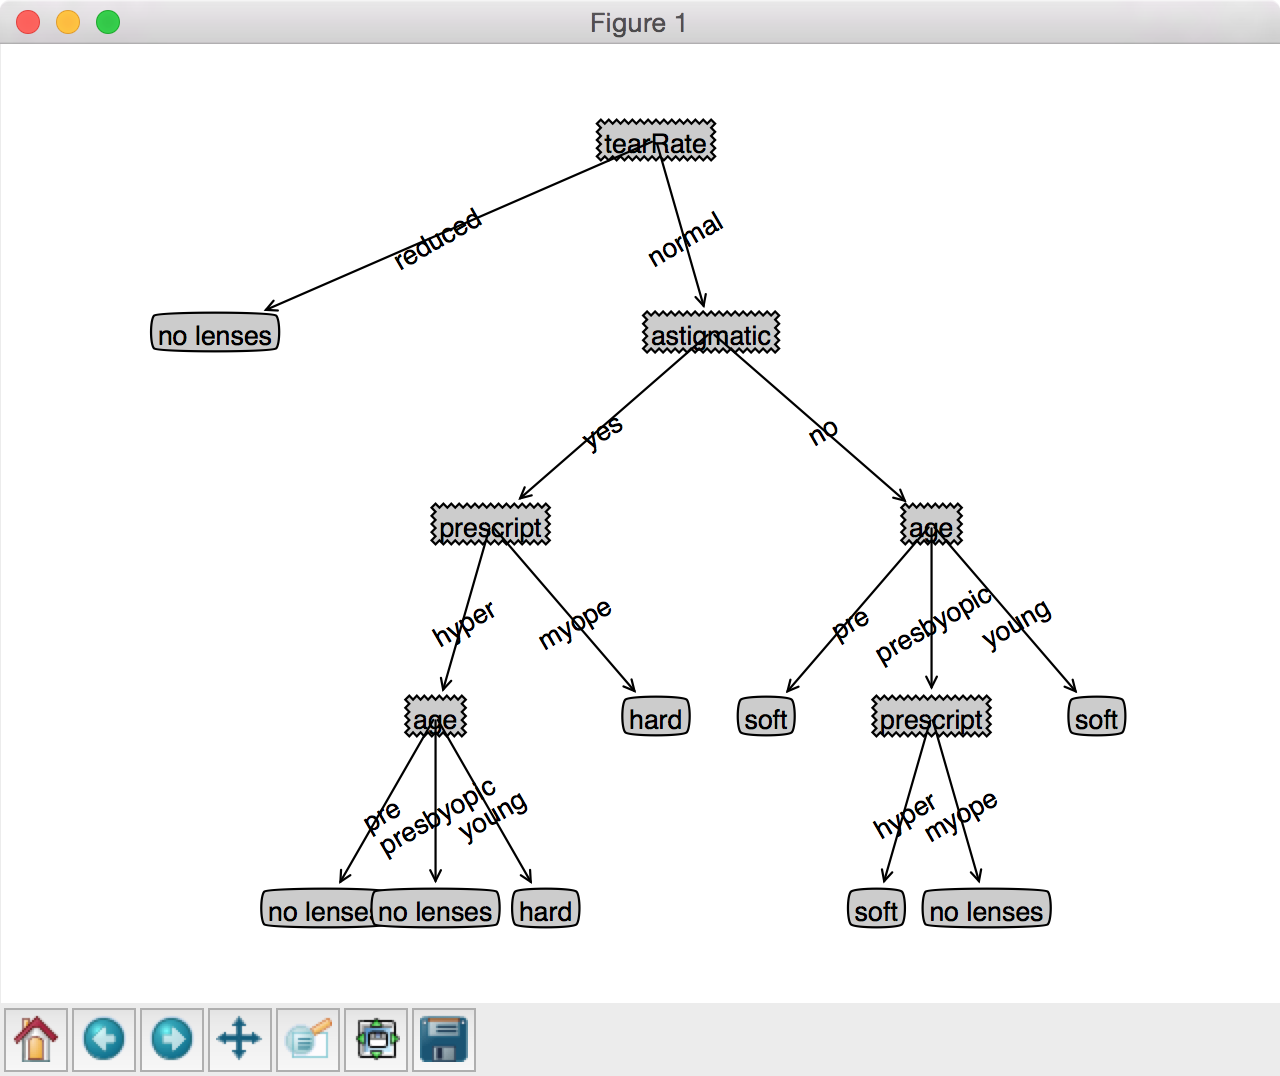 Figure 1
tearRate
reduced
normal
no lenses
astigmatic
yes
no
prescript
age
hyper
myope
pre
presbyopic
young
age
hard
soft
prescript
soft
pre
presbyopic
young
hyper
myope
no lenses
no lenses
hard
soft
no lenses